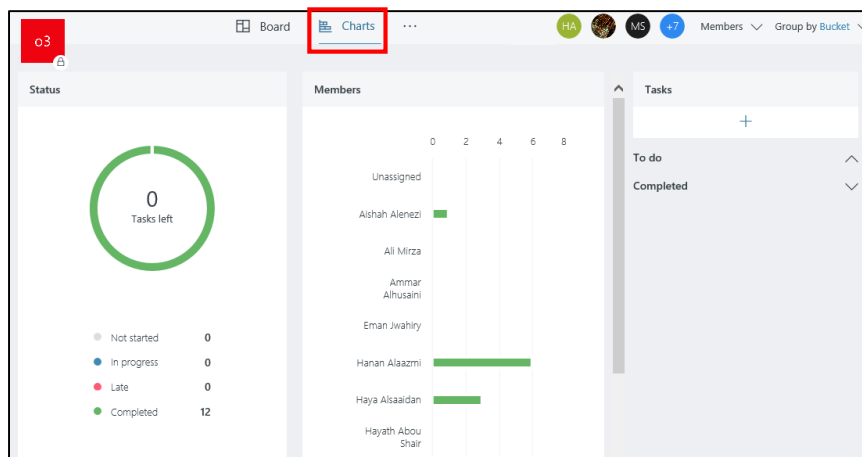 o3
Board
Charts
...
HA
MS
+7
Members
Group by Bucket
Status
0
Tasks left
Not started 0
In progress 0
Late 0
Completed 12
Members
0 2 4 6 8
Unassigned
Aishah Alenezi
Ali Mirza
Ammar
Alhusaini
Eman Jwahiry
Hanan Alaazmi
Haya Alsaaidan
Hayath Abou
Shair
Tasks
+
To do
Completed